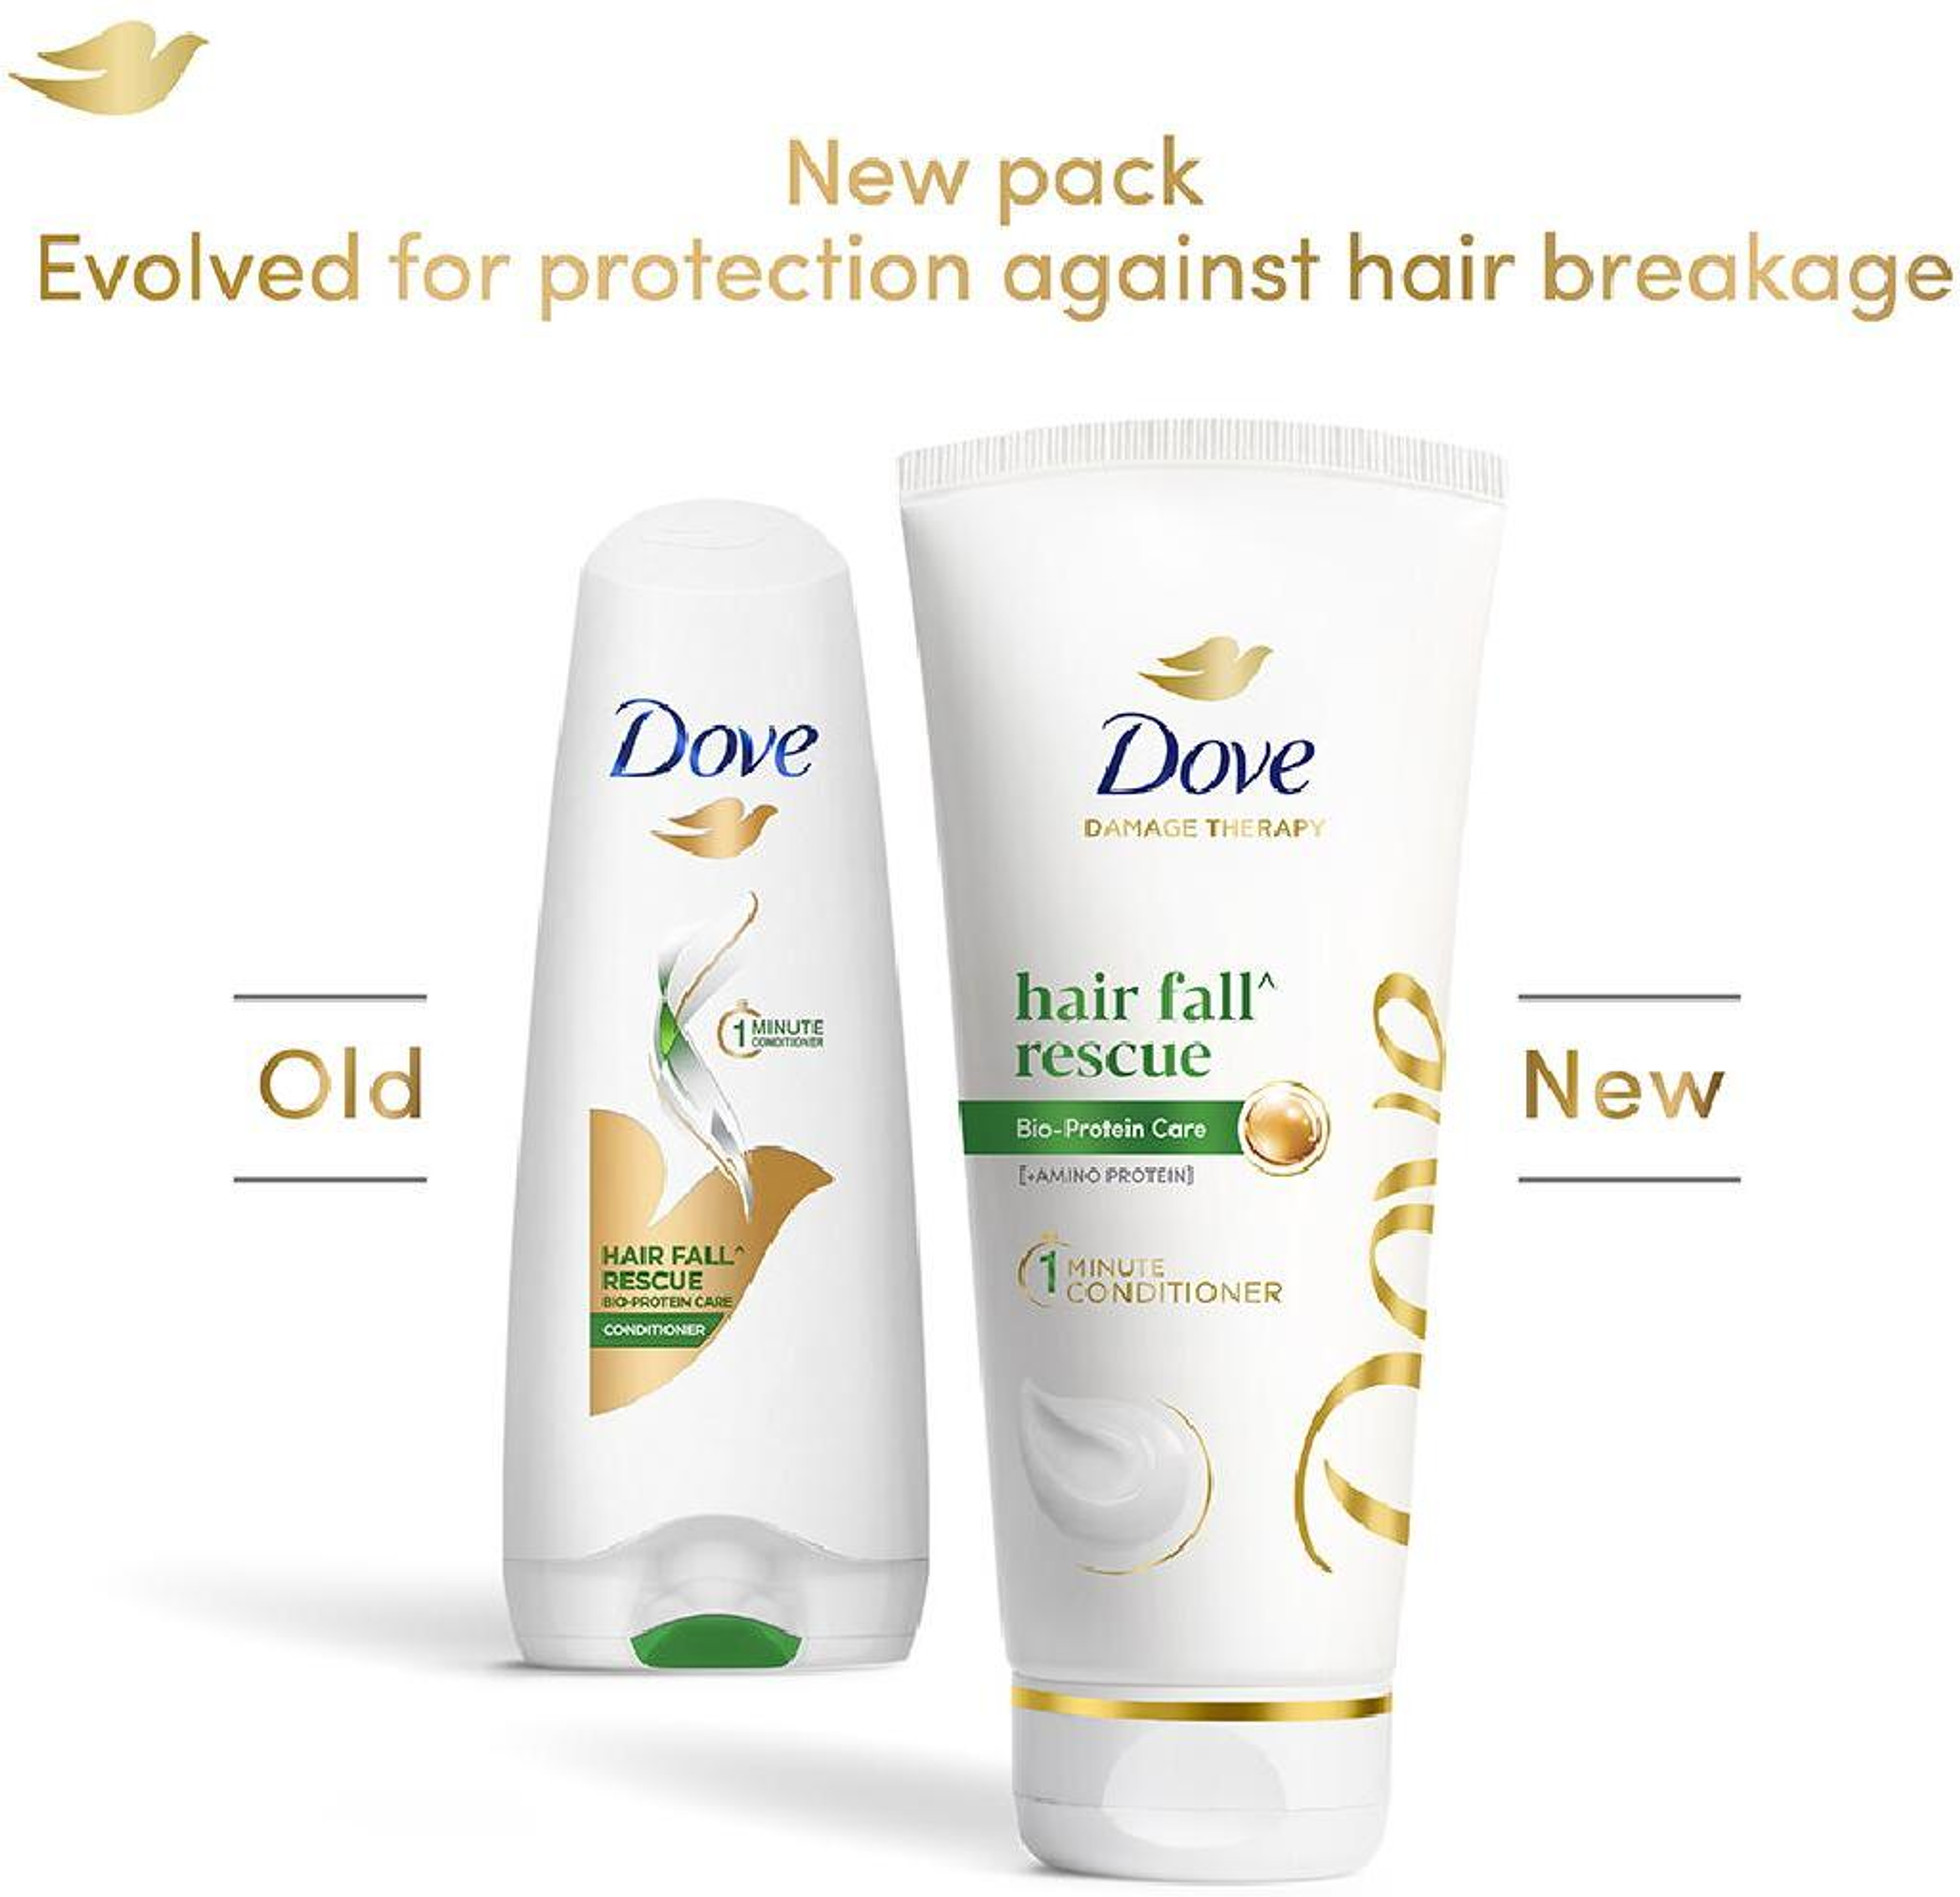 New pack
Evolved for protection against hair breakage
Old
Dove
1 MINUTE
CONDITIONER
HAIR FALL^
RESCUE
BIO-PROTEIN CARE
CONDITIONER
Dove
DAMAGE THERAPY
hair fall^
rescue
Bio-Protein Care
[+AMINO PROTEIN]
1 MINUTE
CONDITIONER
Dove
New